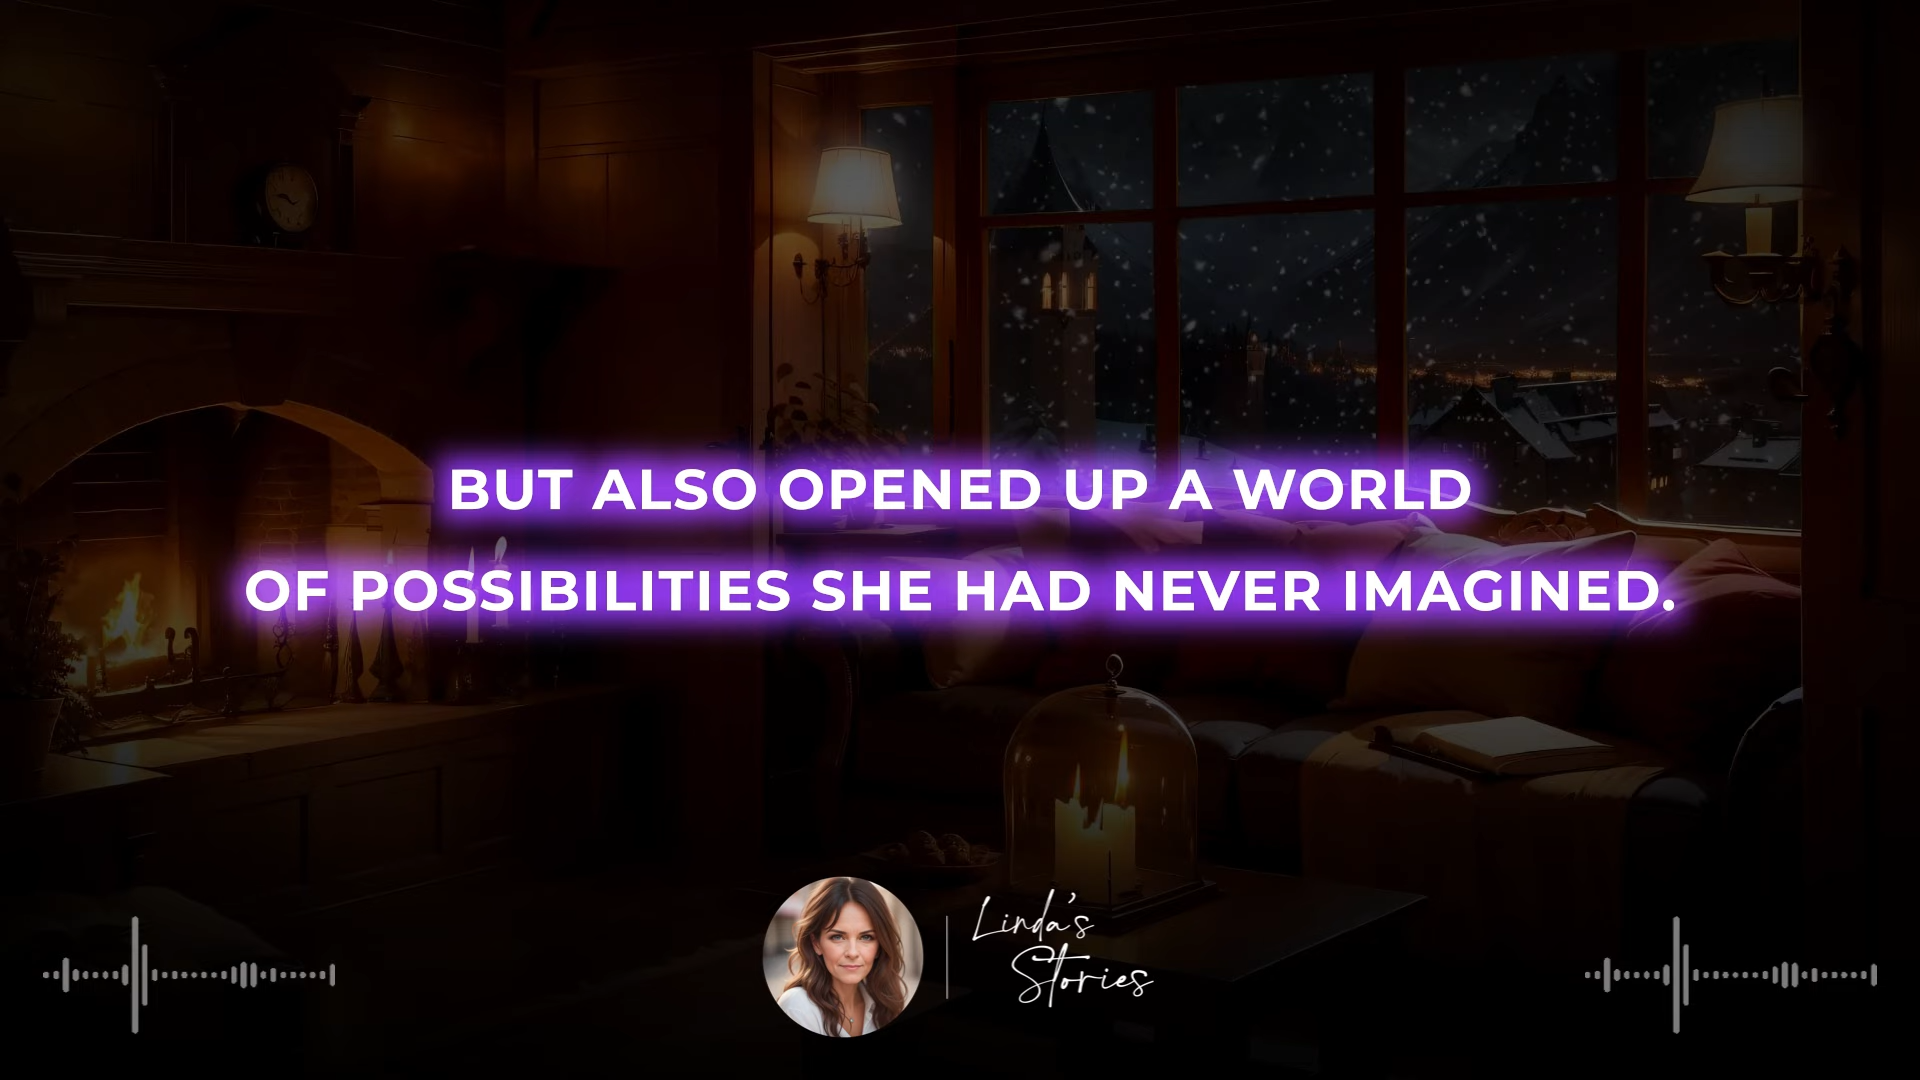 BUT ALSO OPENED UP A WORLD
OF POSSIBILITIES SHE HAD NEVER IMAGINED.
Linda's
Stories